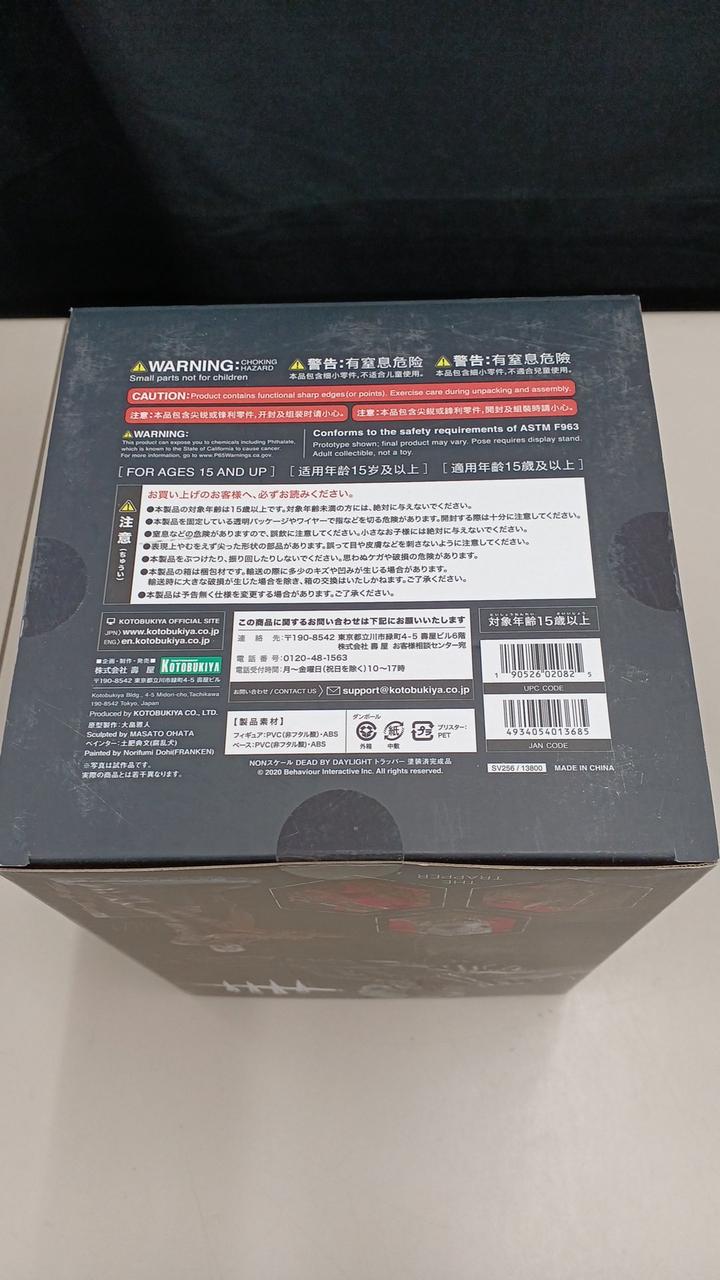 WARNING: CHOKING HAZARD
Small parts not for children
警告:有窒息危险
本品包含细小零件,不适合儿童使用。
警告:有窒息危險
本品包含細小零件,不適合兒童使用。
CAUTION: Product contains functional sharp edges(or points). Exercise care during unpacking and assembly.
注意:本品包含尖锐或锋利零件,开封及组装时请小心。
注意:本品包含尖銳或鋒利零件,開封及組裝時請小心。
WARNING:
This product can expose you to chemicals including Phthalate,
which is known to the State of California to cause cancer.
For more information, go to www.P65Warnings.ca.gov
Conforms to the safety requirements of ASTM F963
Prototype shown; final product may vary. Pose requires display stand.
Adult collectible, not a toy.
[FOR AGES 15 AND UP]
[适用年龄15岁及以上]
[適用年齡15歲及以上]
注意(ちゅうい)
お買い上げのお客様へ、必ずお読みください。
●本製品の対象年齢は15歳以上です。対象年齢未満の方には、絶対に与えないでください。
●本製品を固定している透明パッケージやワイヤーで指などを切る危険があります。開封する際は十分に注意してください。
●窒息などの危険がありますので、誤飲に注意してください。小さなお子様には絶対に与えないでください。
●表現上やむをえず尖った形状の部品があります。誤って目や皮膚などを刺さないように注意してください。
●本製品をぶつけたり、振り回したりしないでください。思わぬケガや破損の危険があります。
●本製品の箱は梱包材です。輸送の際に多少のキズや凹みが生じる場合があります。
輸送時に大きな破損が生じた場合を除き、箱の交換はいたしかねます。ご了承ください。
●本製品は予告無く仕様を変更する場合があります。ご了承ください。
KOTOBUKIYA OFFICIAL SITE
JPN》www.kotobukiya.co.jp
ENG》en.kotobukiya.co.jp
■企画・制作・発売■
株式会社 壽 屋
KOTOBUKIYA
〒190-8542 東京都立川市緑町4-5 壽屋ビル
Kotobukiya Bldg., 4-5 Midori-cho,Tachikawa
190-8542 Tokyo, Japan
Produced by KOTOBUKIYA CO., LTD.
原型製作:大畠雅人
Sculpted by MASATO OHATA
ペインター:土肥典文(腐乱犬)
Painted by Norifumi Dohi(FRANKEN)
※写真は試作品です。
実際の商品とは若干異なります。
この商品に関するお問い合わせは下記にお願いいたします
連 絡 先:〒190-8542 東京都立川市緑町4-5 壽屋ビル6階
株式会社 壽屋 お客様相談センター宛
電 話 番 号:0120-48-1563
電話受付時間:月〜金曜日(祝日を除く)10〜17時
お問い合わせ / CONTACT US 》 support@kotobukiya.co.jp
【製品素材】
フィギュア:PVC(非フタル酸)・ABS
ベース:PVC(非フタル酸)・ABS
ダンボール
外箱
紙
中敷
プラ
ブリスター:
PET
対象年齢15歳以上
たいしょうねんれい さいいじょう
1 90526 02082 5
UPC CODE
4934054013685
JAN CODE
NONスケール DEAD BY DAYLIGHT トラッパー 塗装済完成品
© 2020 Behaviour Interactive Inc. All rights reserved.
SV256 / 13800
MADE IN CHINA
THE
TRAPPER